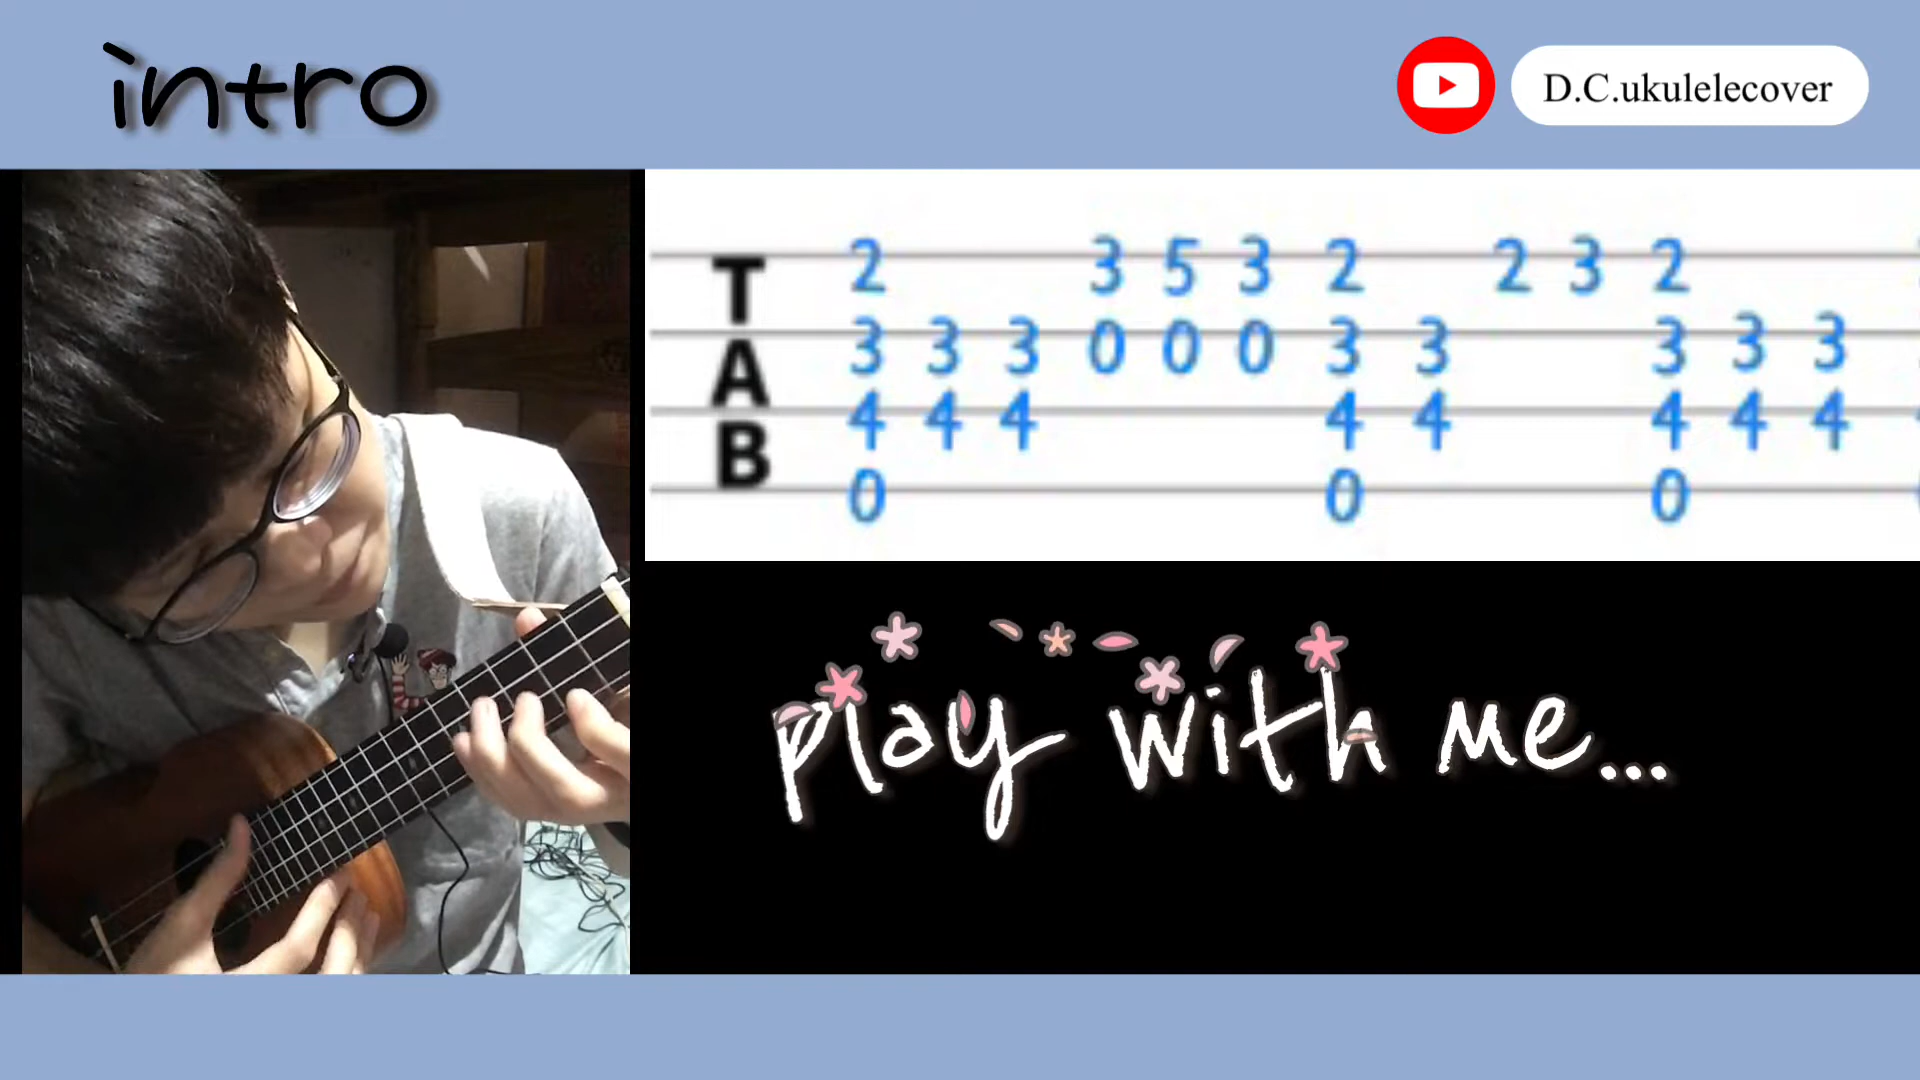 intro
D.C.ukulelecover
T 2 3 5 3 2 2 3 2
A 3 3 3 0 0 0 3 3 3 3 3
B 4 4 4 4 4 4 4 4
0 0 0
play with me...